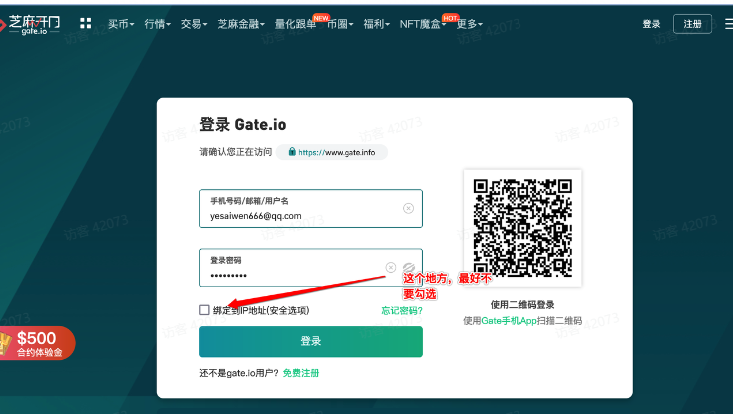 芝麻开门
gate.io
买币 行情 交易 芝麻金融 量化跟单 NEW 币圈 福利 NFT魔盒 HOT 更多
登录 注册
登录 Gate.io
请确认您正在访问 https://www.gate.info
手机号码/邮箱/用户名
yesaiwen666@qq.com
登录密码
•••••••••
这个地方，最好不
要勾选
绑定到IP地址(安全选项) 忘记密码?
登录
还不是gate.io用户? 免费注册
使用二维码登录
使用Gate手机App扫描二维码
$500
合约体验金
访客 42073